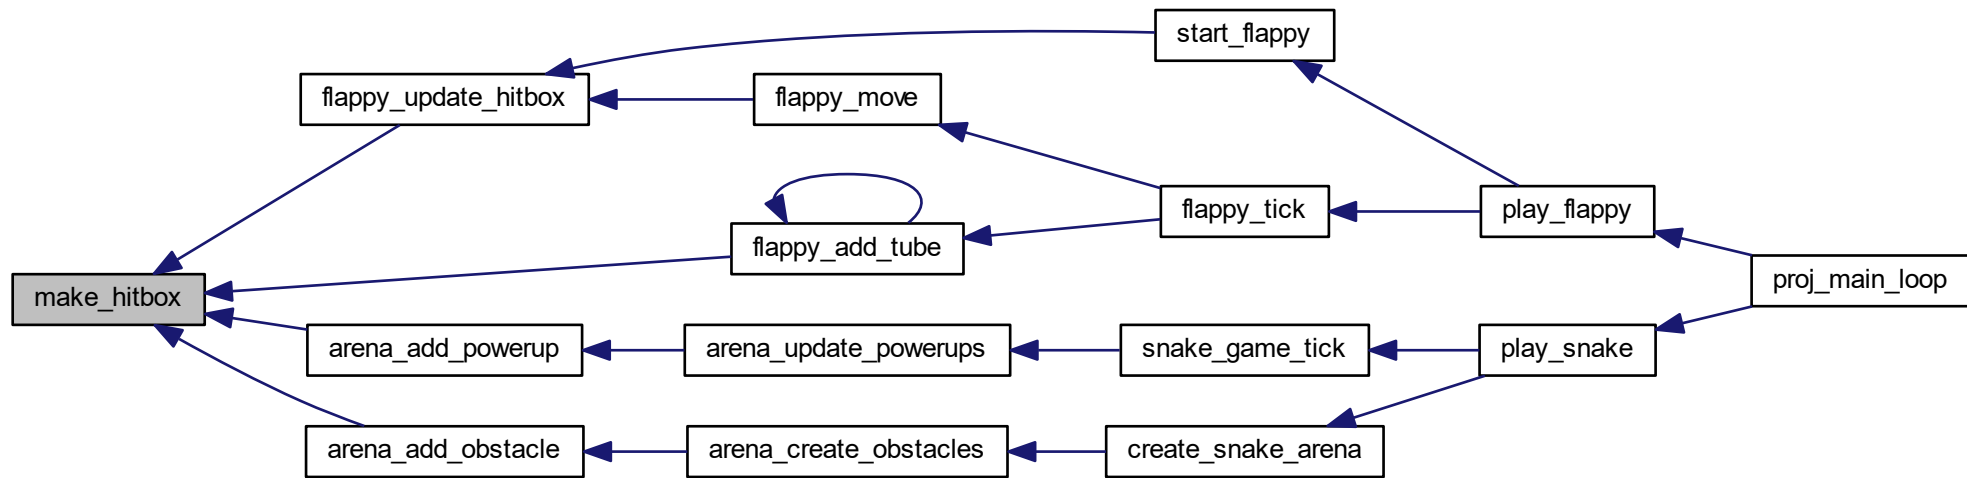 start_flappy
flappy_update_hitbox
flappy_move
flappy_tick
play_flappy
flappy_add_tube
proj_main_loop
make_hitbox
arena_add_powerup
arena_update_powerups
snake_game_tick
play_snake
arena_add_obstacle
arena_create_obstacles
create_snake_arena